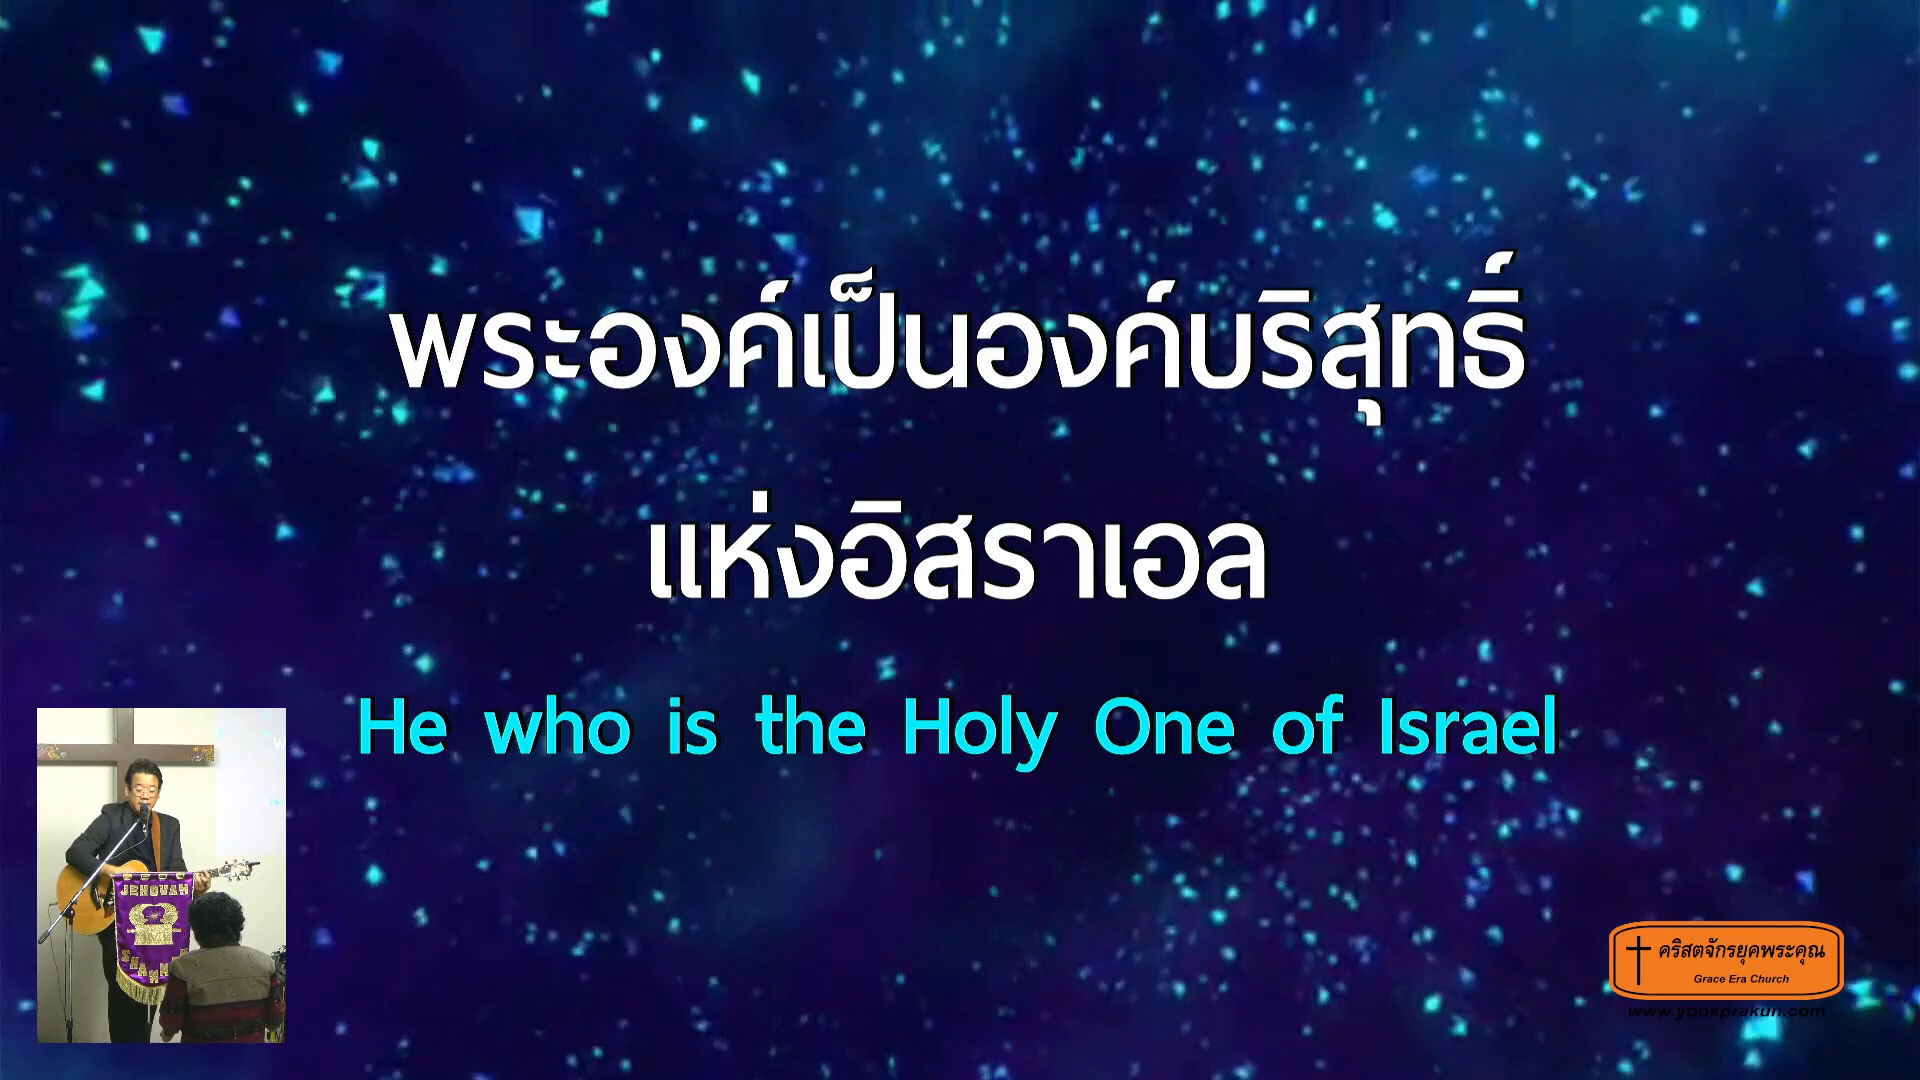 พระองค์เป็นองค์บริสุทธิ์
แห่งอิสราเอล
He who is the Holy One of Israel
JEHOVAH
คริสตจักรยุคพระคุณ
Grace Era Church
www.yookprakun.com